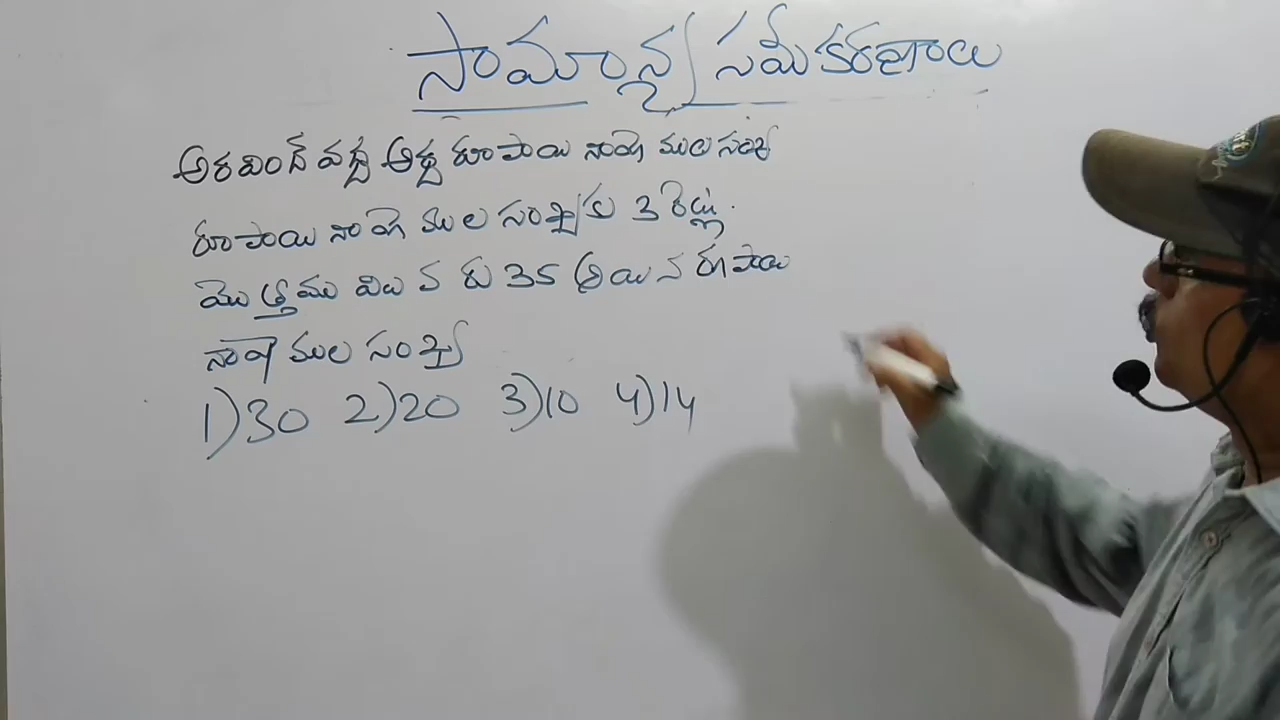 సామాన్య సమీకరణాలు
అరవింద్ వద్ద అర్ధ రూపాయి నాణెముల సంఖ్య
రూపాయి నాణెముల సంఖ్యకు 3 రెట్లు.
మొత్తము విలువ రు 35 అయిన రూపాయి
నాణెముల సంఖ్య
1) 30 2) 20 3) 10 4) 14